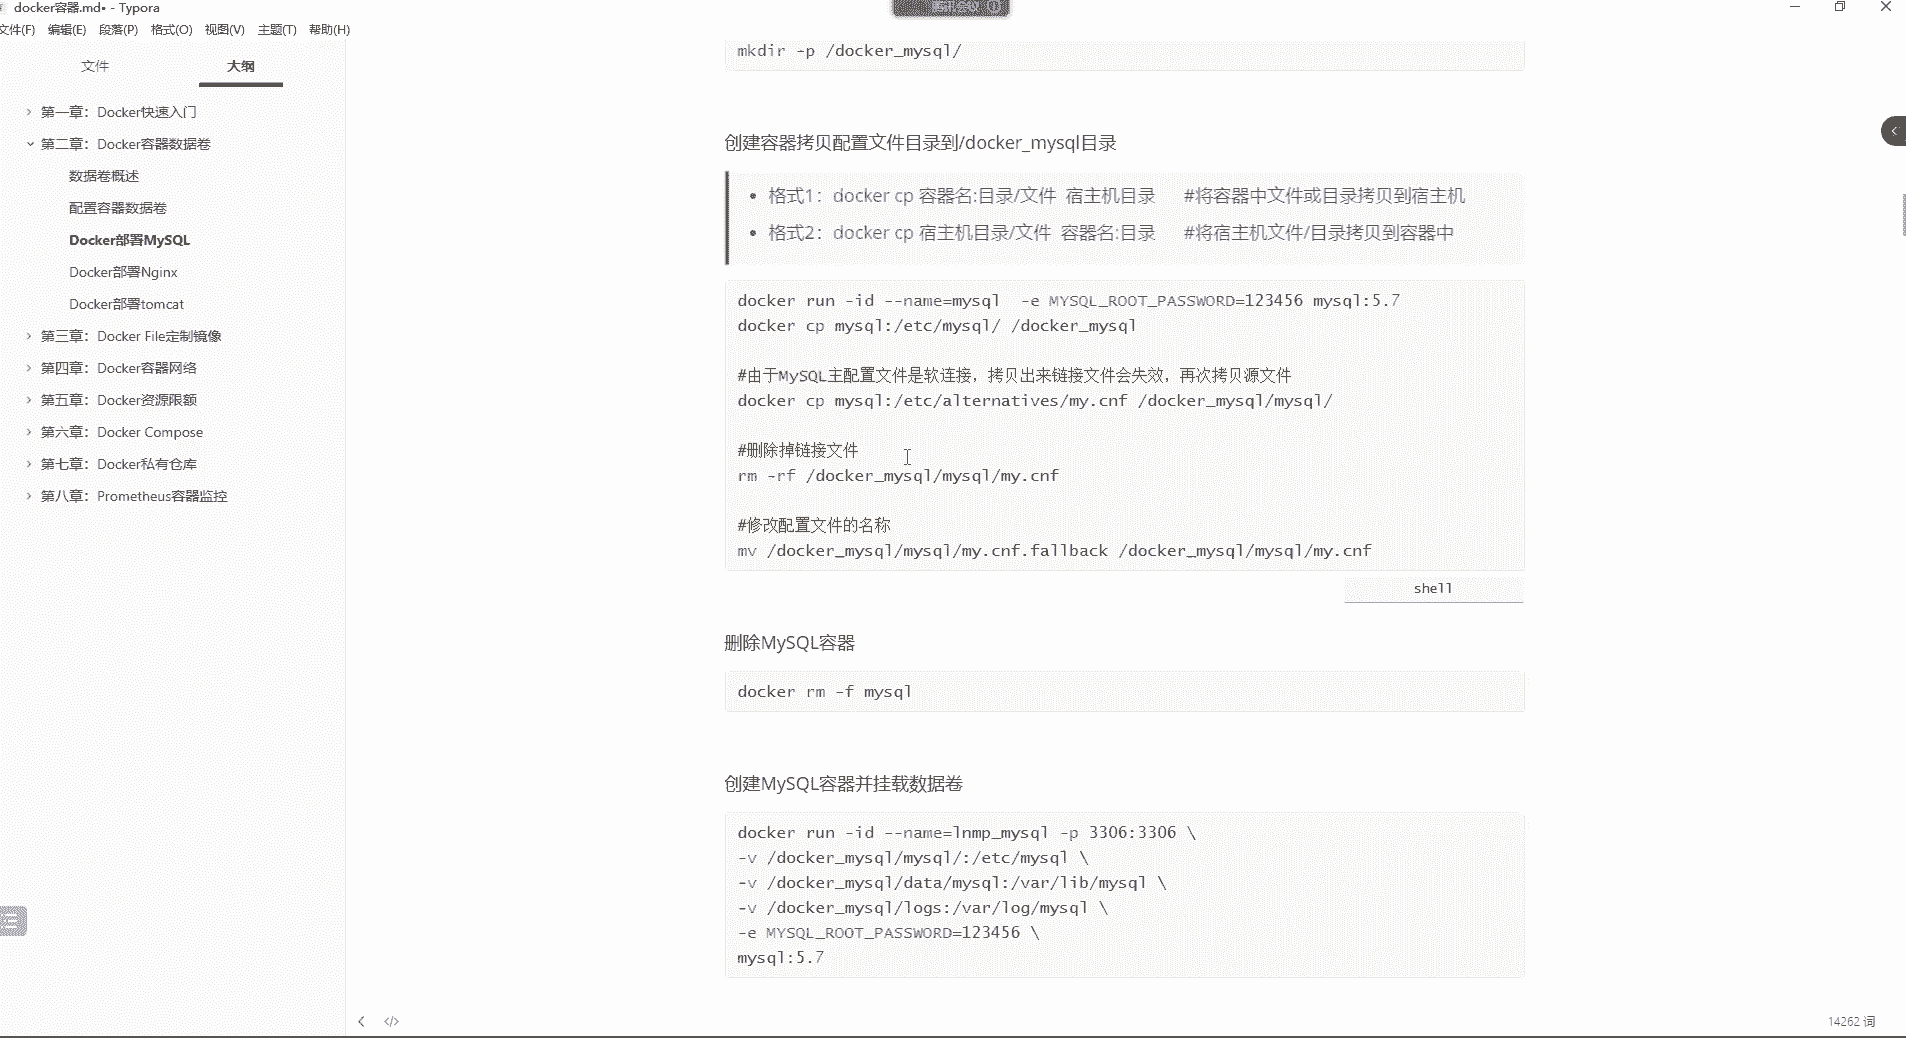 docker容器.md• - Typora
文件(F) 编辑(E) 段落(P) 格式(O) 视图(V) 主题(T) 帮助(H)
文件 大纲
第一章：Docker快速入门
第二章：Docker容器数据卷
数据卷概述
配置容器数据卷
Docker部署MySQL
Docker部署Nginx
Docker部署tomcat
第三章：Docker File定制镜像
第四章：Docker容器网络
第五章：Docker资源限额
第六章：Docker Compose
第七章：Docker私有仓库
第八章：Prometheus容器监控
mkdir -p /docker_mysql/
创建容器拷贝配置文件目录到/docker_mysql目录
• 格式1：docker cp 容器名:目录/文件 宿主机目录 #将容器中文件或目录拷贝到宿主机
• 格式2：docker cp 宿主机目录/文件 容器名:目录 #将宿主机文件/目录拷贝到容器中
docker run -id --name=mysql -e MYSQL_ROOT_PASSWORD=123456 mysql:5.7
docker cp mysql:/etc/mysql/ /docker_mysql
#由于MySQL主配置文件是软连接，拷贝出来链接文件会失效，再次拷贝源文件
docker cp mysql:/etc/alternatives/my.cnf /docker_mysql/mysql/
#删除掉链接文件
rm -rf /docker_mysql/mysql/my.cnf
#修改配置文件的名称
mv /docker_mysql/mysql/my.cnf.fallback /docker_mysql/mysql/my.cnf
shell
删除MySQL容器
docker rm -f mysql
创建MySQL容器并挂载数据卷
docker run -id --name=lnmp_mysql -p 3306:3306 \
-v /docker_mysql/mysql/:/etc/mysql \
-v /docker_mysql/data/mysql:/var/lib/mysql \
-v /docker_mysql/logs:/var/log/mysql \
-e MYSQL_ROOT_PASSWORD=123456 \
mysql:5.7
14262 词